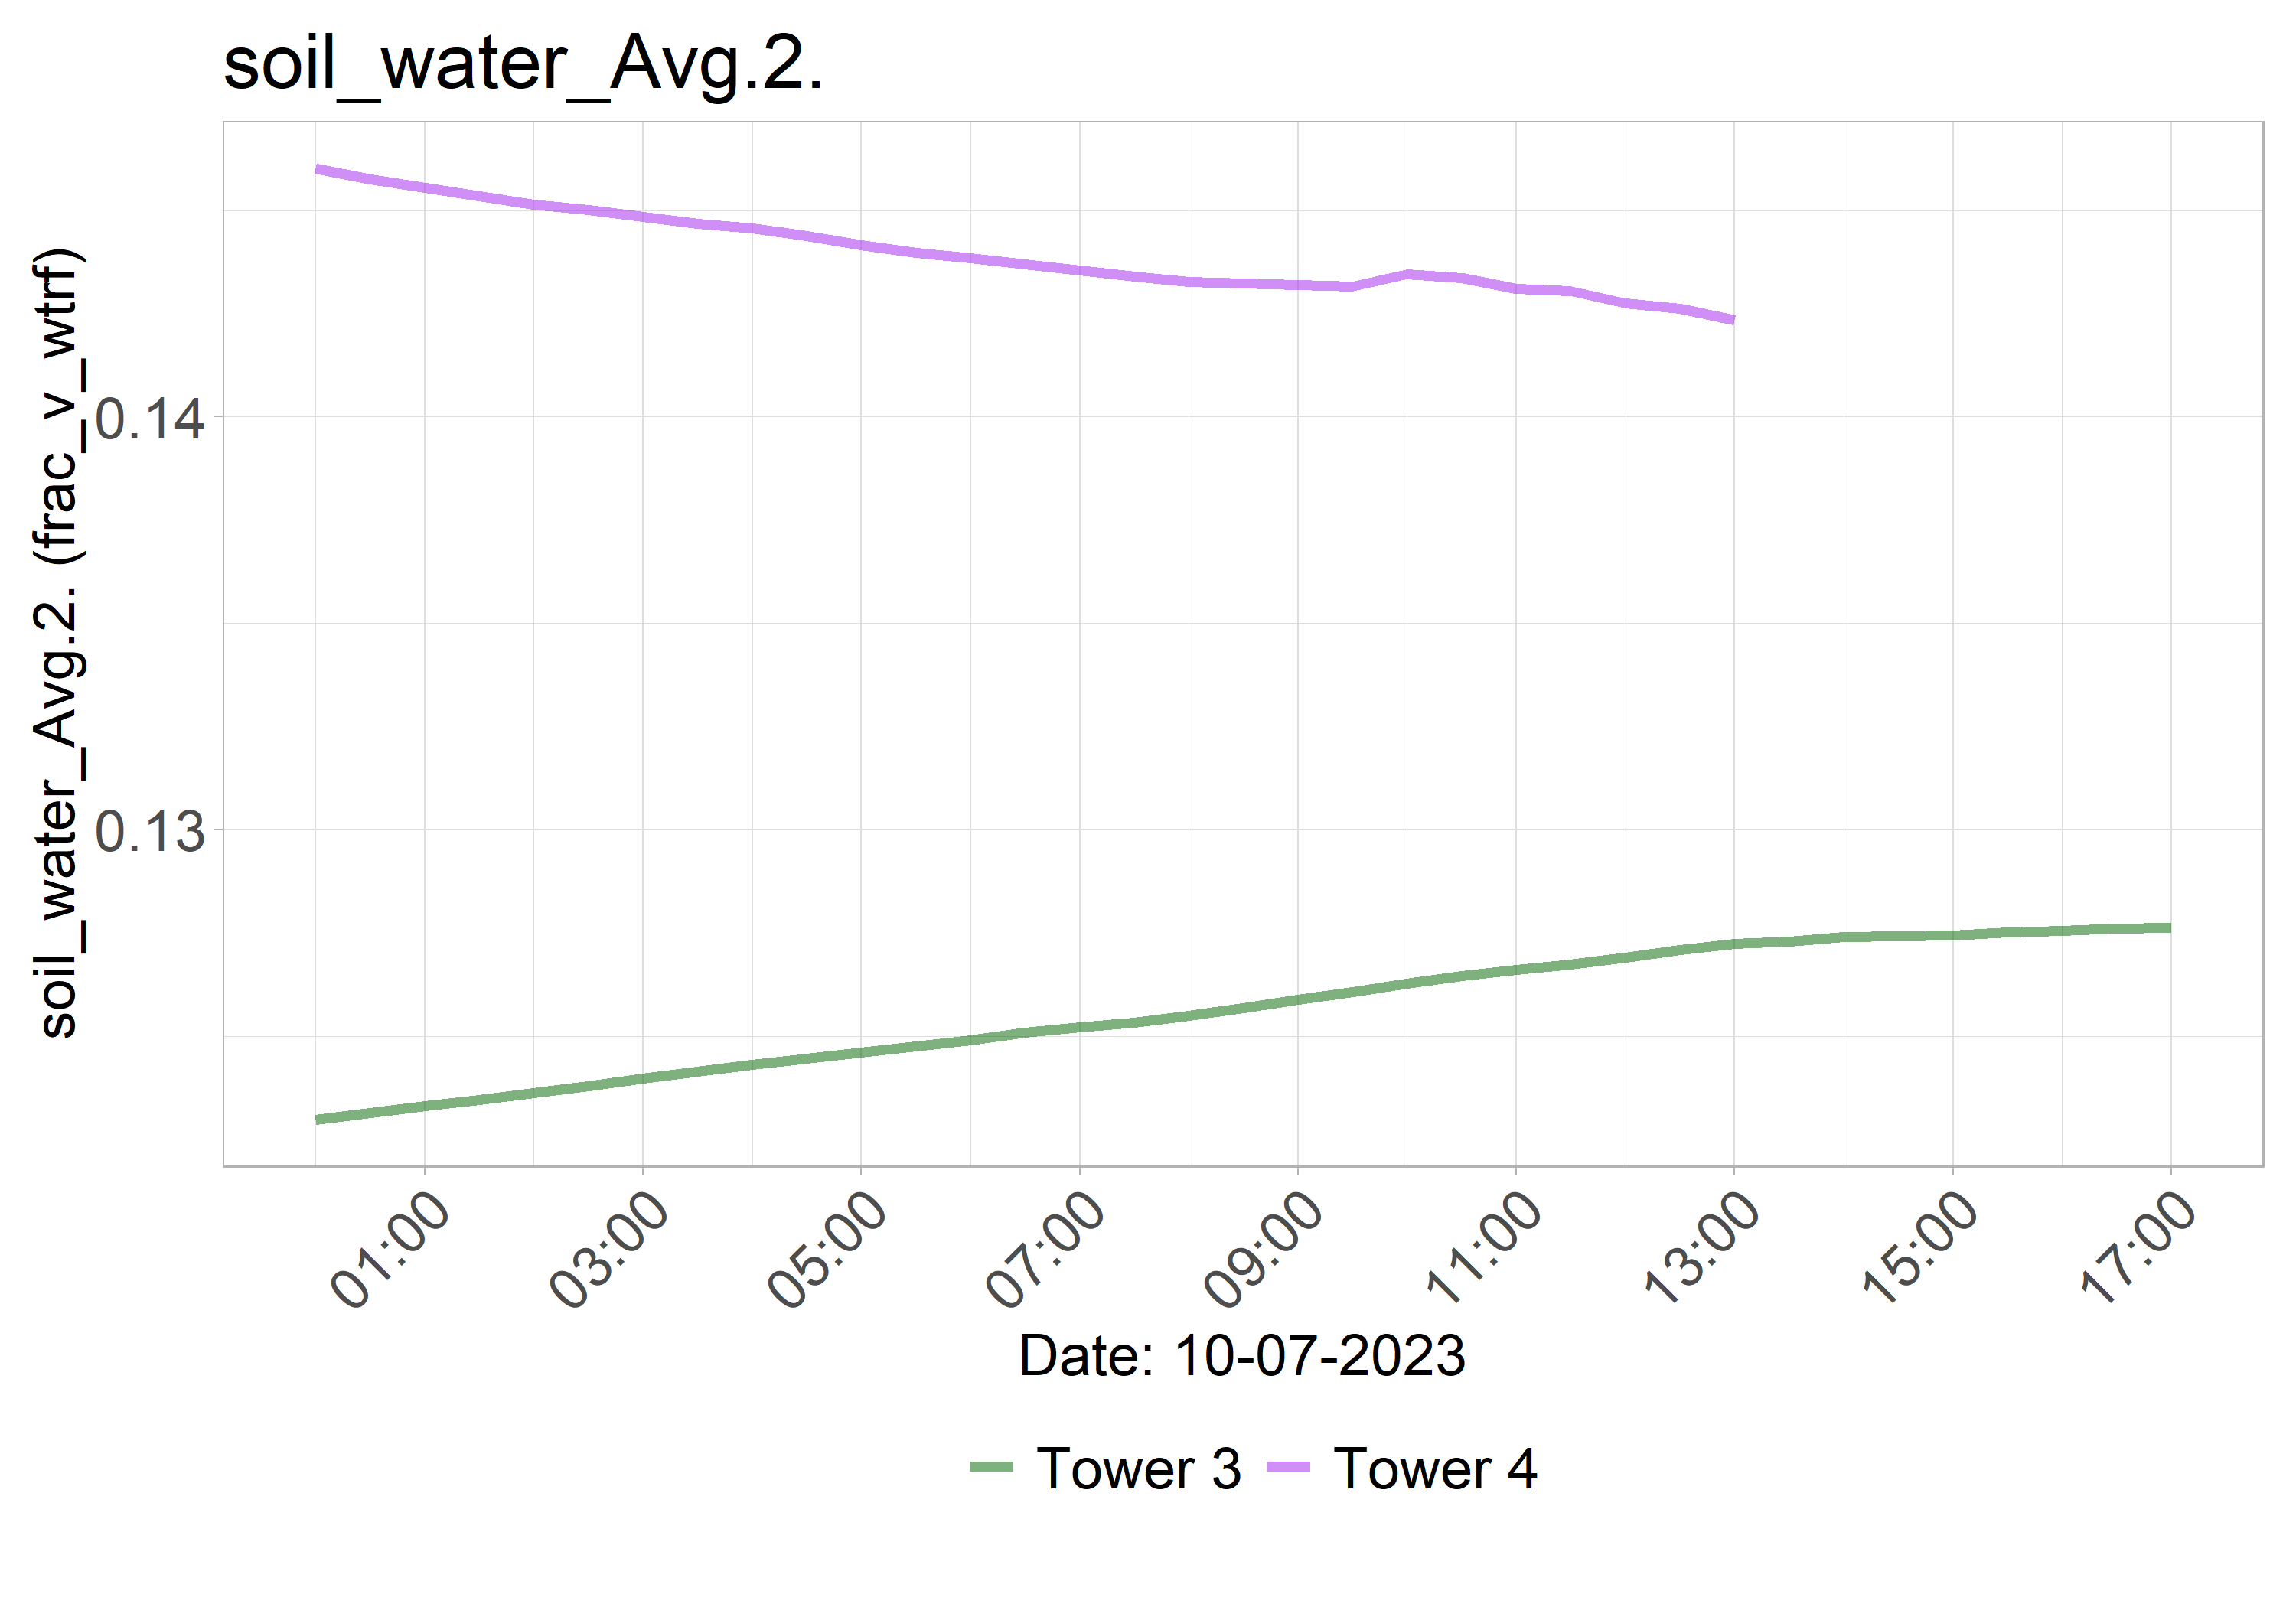 soil_water_Avg.2.
soil_water_Avg.2. (frac_v_wtrf)
0.14
0.13
01:00
03:00
05:00
07:00
09:00
11:00
13:00
15:00
17:00
Date: 10-07-2023
Tower 3
Tower 4